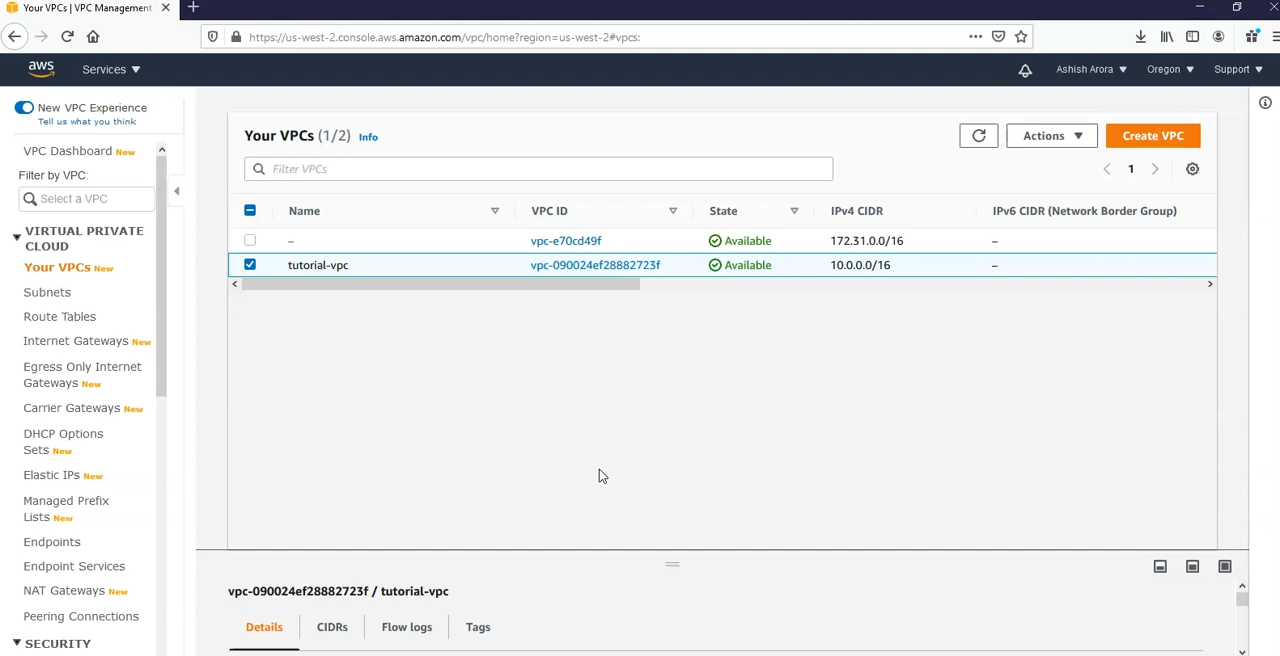 Your VPCs | VPC Management
https://us-west-2.console.aws.amazon.com/vpc/home?region=us-west-2#vpcs:
aws
Services
Ashish Arora
Oregon
Support
New VPC Experience
Tell us what you think
VPC Dashboard New
Filter by VPC:
Select a VPC
VIRTUAL PRIVATE
CLOUD
Your VPCs New
Subnets
Route Tables
Internet Gateways New
Egress Only Internet
Gateways New
Carrier Gateways New
DHCP Options
Sets New
Elastic IPs New
Managed Prefix
Lists New
Endpoints
Endpoint Services
NAT Gateways New
Peering Connections
SECURITY
Your VPCs (1/2) Info
Actions
Create VPC
Filter VPCs
1
Name VPC ID State IPv4 CIDR IPv6 CIDR (Network Border Group)
– vpc-e70cd49f Available 172.31.0.0/16 –
tutorial-vpc vpc-090024ef28882723f Available 10.0.0.0/16 –
vpc-090024ef28882723f / tutorial-vpc
Details CIDRs Flow logs Tags